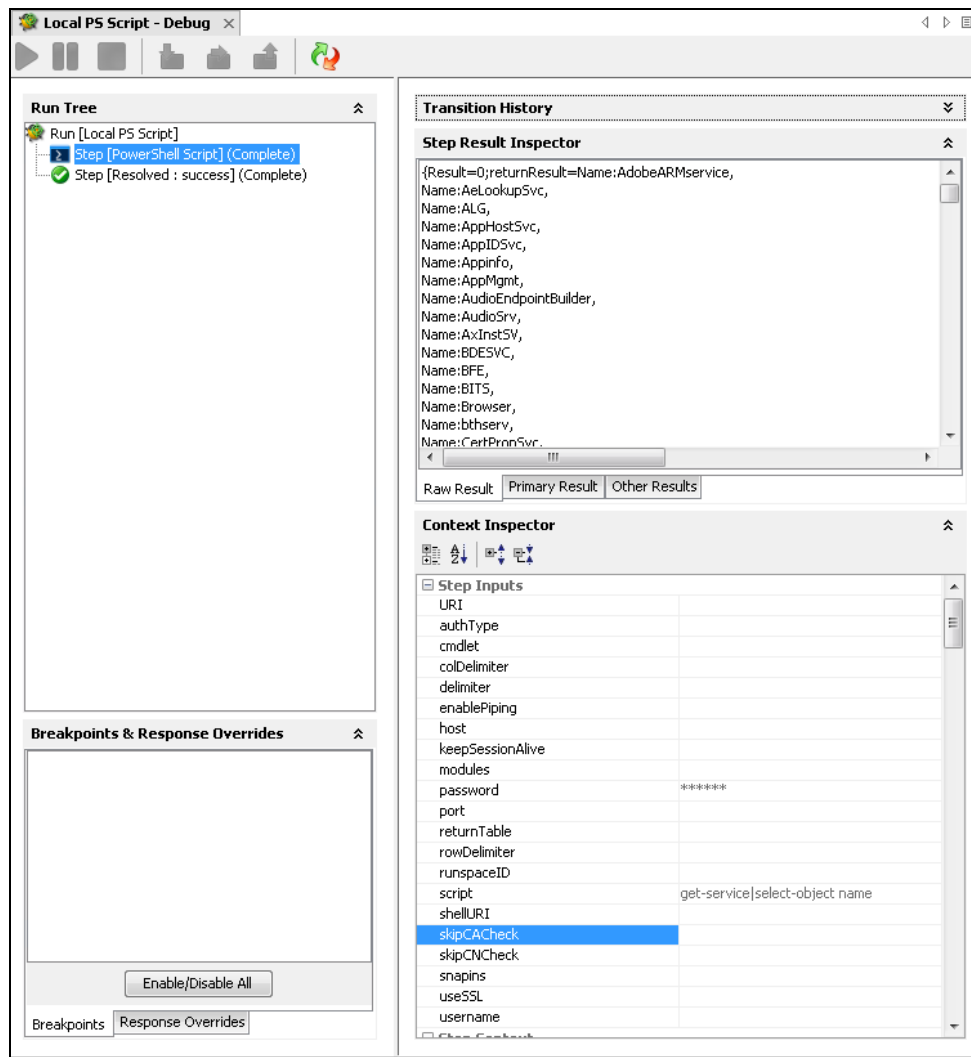 Local PS Script - Debug
Run Tree
Run [Local PS Script]
Step [PowerShell Script] (Complete)
Step [Resolved : success] (Complete)
Breakpoints & Response Overrides
Enable/Disable All
Breakpoints
Response Overrides
Transition History
Step Result Inspector
{Result=0;returnResult=Name:AdobeARMservice,
Name:AeLookupSvc,
Name:ALG,
Name:AppHostSvc,
Name:AppIDSvc,
Name:Appinfo,
Name:AppMgmt,
Name:AudioEndpointBuilder,
Name:AudioSrv,
Name:AxInstSV,
Name:BDESVC,
Name:BFE,
Name:BITS,
Name:Browser,
Name:bthserv,
Name:CertPropSvc,
Raw Result
Primary Result
Other Results
Context Inspector
Step Inputs
URI
authType
cmdlet
colDelimiter
delimiter
enablePiping
host
keepSessionAlive
modules
password ******
port
returnTable
rowDelimiter
runspaceID
script get-service|select-object name
shellURI
skipCACheck
skipCNCheck
snapins
useSSL
username
Step Context